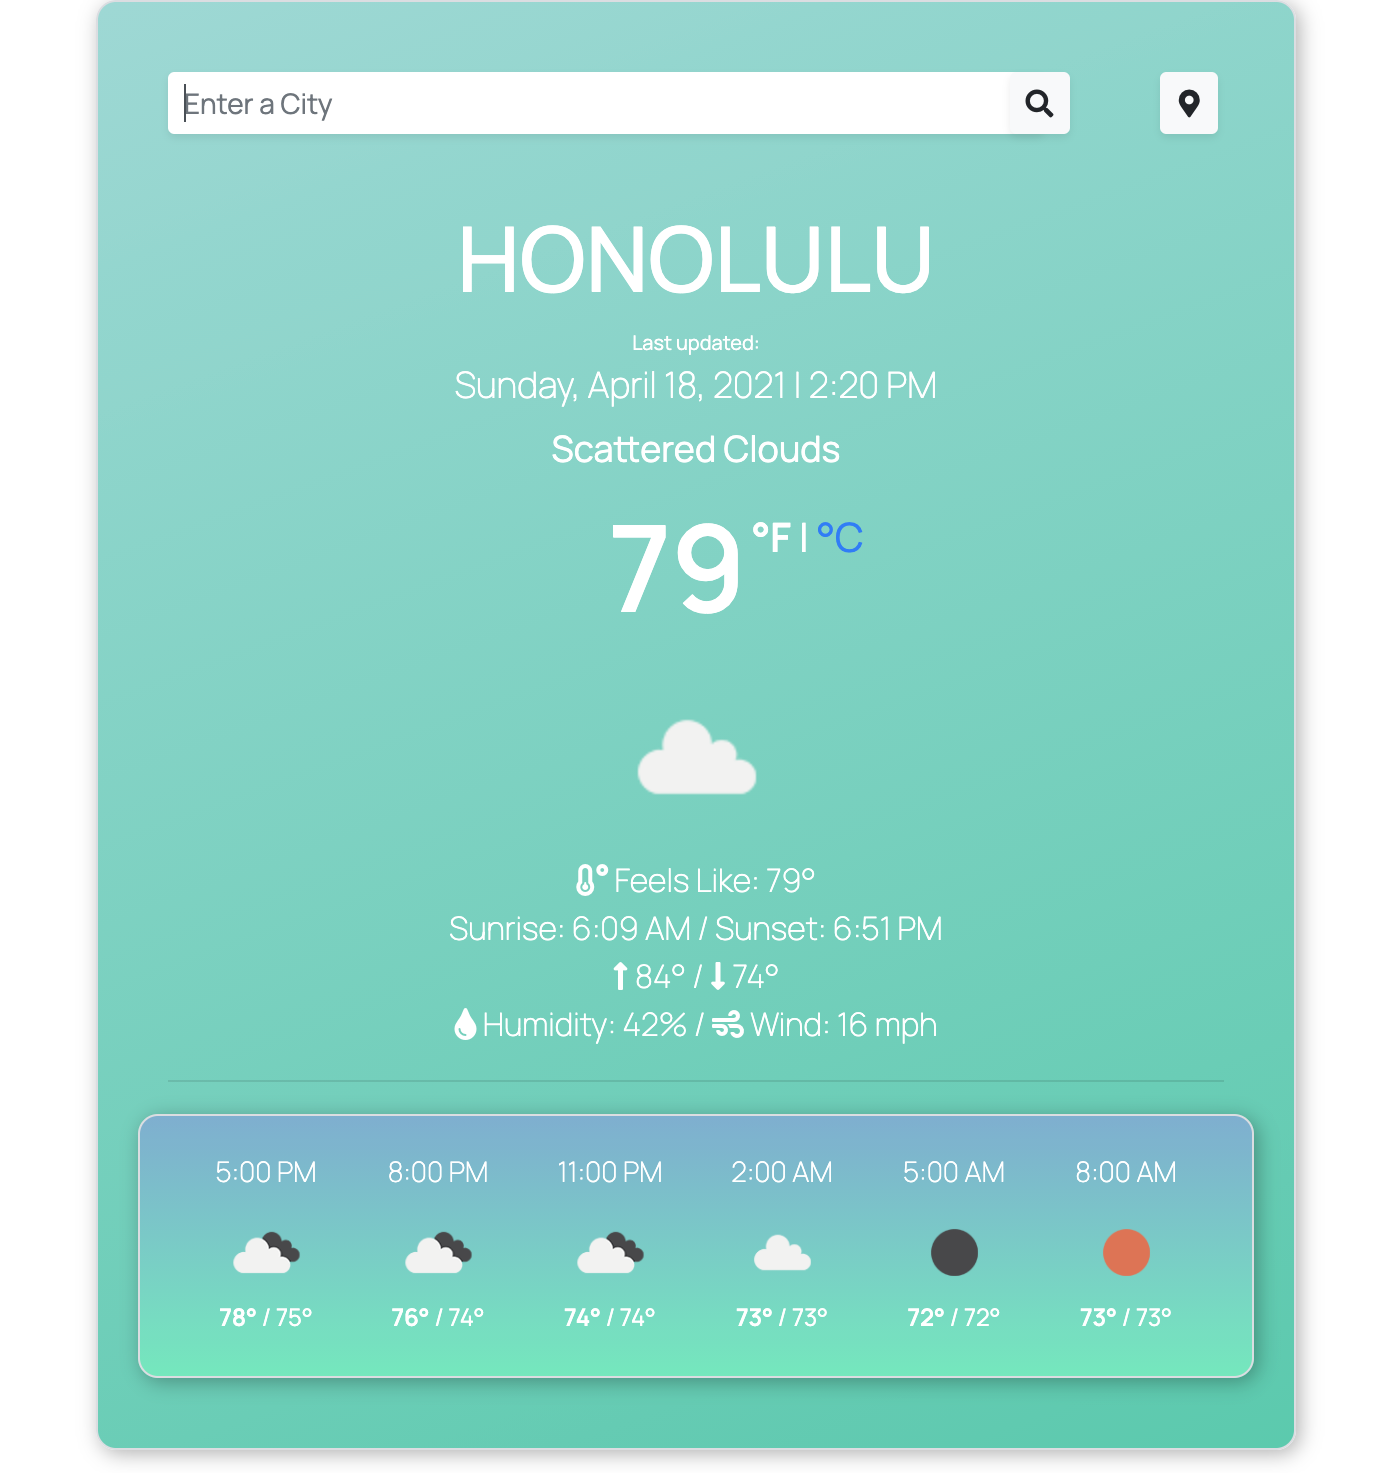 Enter a City
HONOLULU
Last updated:
Sunday, April 18, 2021 | 2:20 PM
Scattered Clouds
79 °F | °C
Feels Like: 79°
Sunrise: 6:09 AM / Sunset: 6:51 PM
84° / 74°
Humidity: 42% / Wind: 16 mph
5:00 PM 8:00 PM 11:00 PM 2:00 AM 5:00 AM 8:00 AM
78° / 75° 76° / 74° 74° / 74° 73° / 73° 72° / 72° 73° / 73°